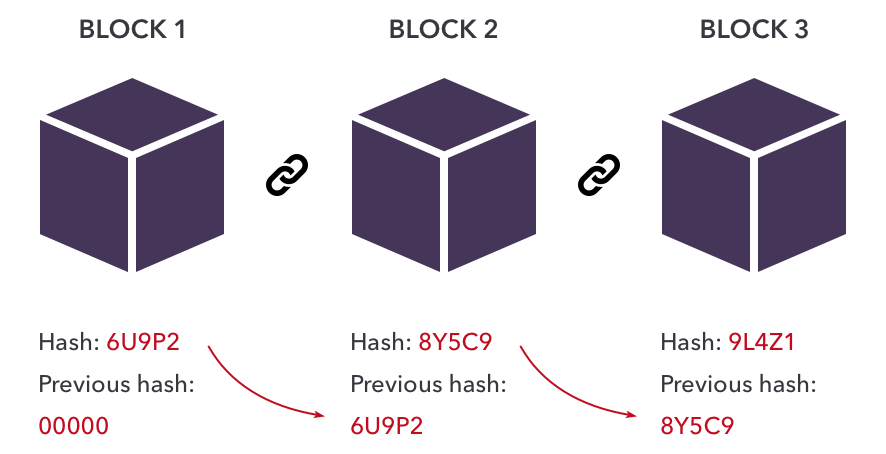 BLOCK 1
BLOCK 2
BLOCK 3
Hash: 6U9P2
Previous hash:
00000
Hash: 8Y5C9
Previous hash:
6U9P2
Hash: 9L4Z1
Previous hash:
8Y5C9